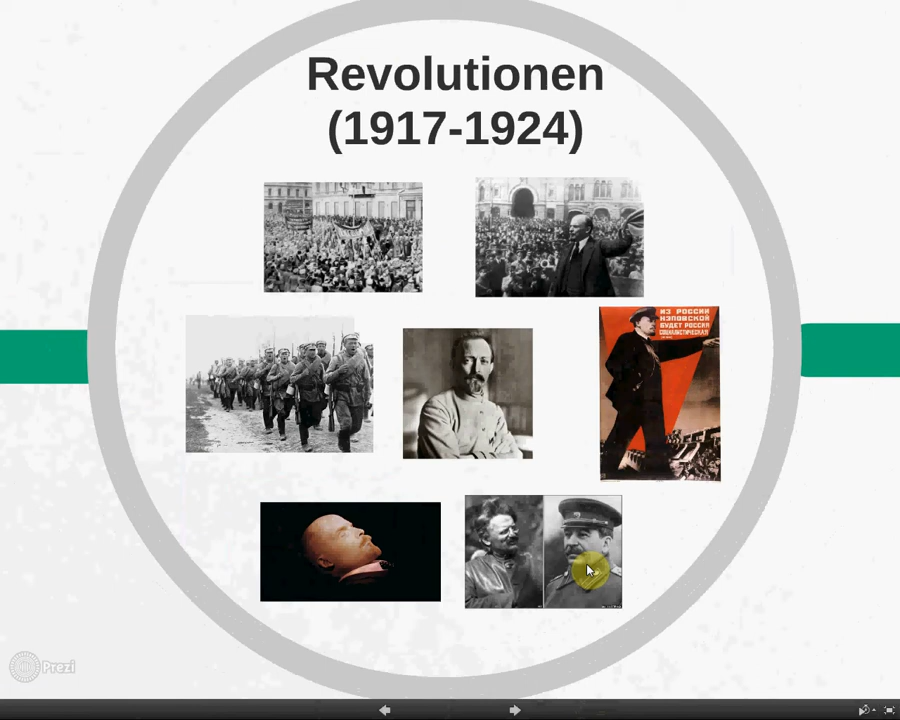 Revolutionen
(1917-1924)
ИЗ РОССИИ
НЭПОВСКОЙ
БУДЕТ РОССИЯ
СОЦИАЛИСТИЧЕСКАЯ
Prezi